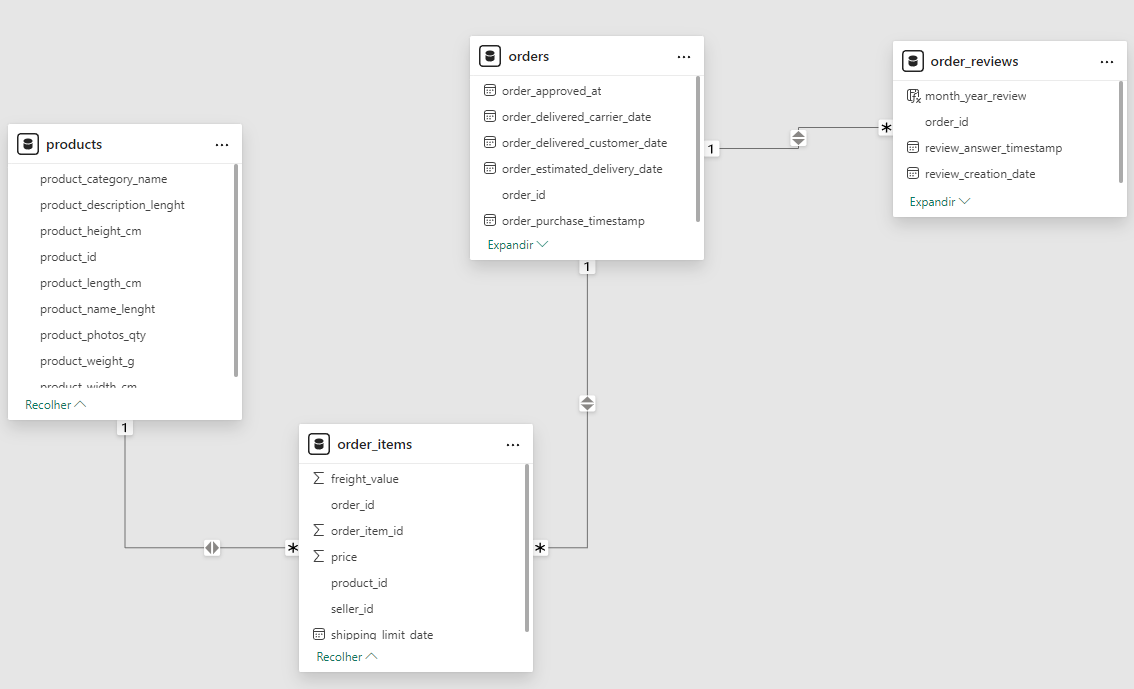 products
product_category_name
product_description_lenght
product_height_cm
product_id
product_length_cm
product_name_lenght
product_photos_qty
product_weight_g
product_width_cm
Recolher
1
orders
order_approved_at
order_delivered_carrier_date
order_delivered_customer_date
order_estimated_delivery_date
order_id
order_purchase_timestamp
Expandir
1
1
*
order_reviews
month_year_review
order_id
review_answer_timestamp
review_creation_date
Expandir
order_items
freight_value
order_id
order_item_id
price
product_id
seller_id
shipping_limit_date
Recolher
*
*